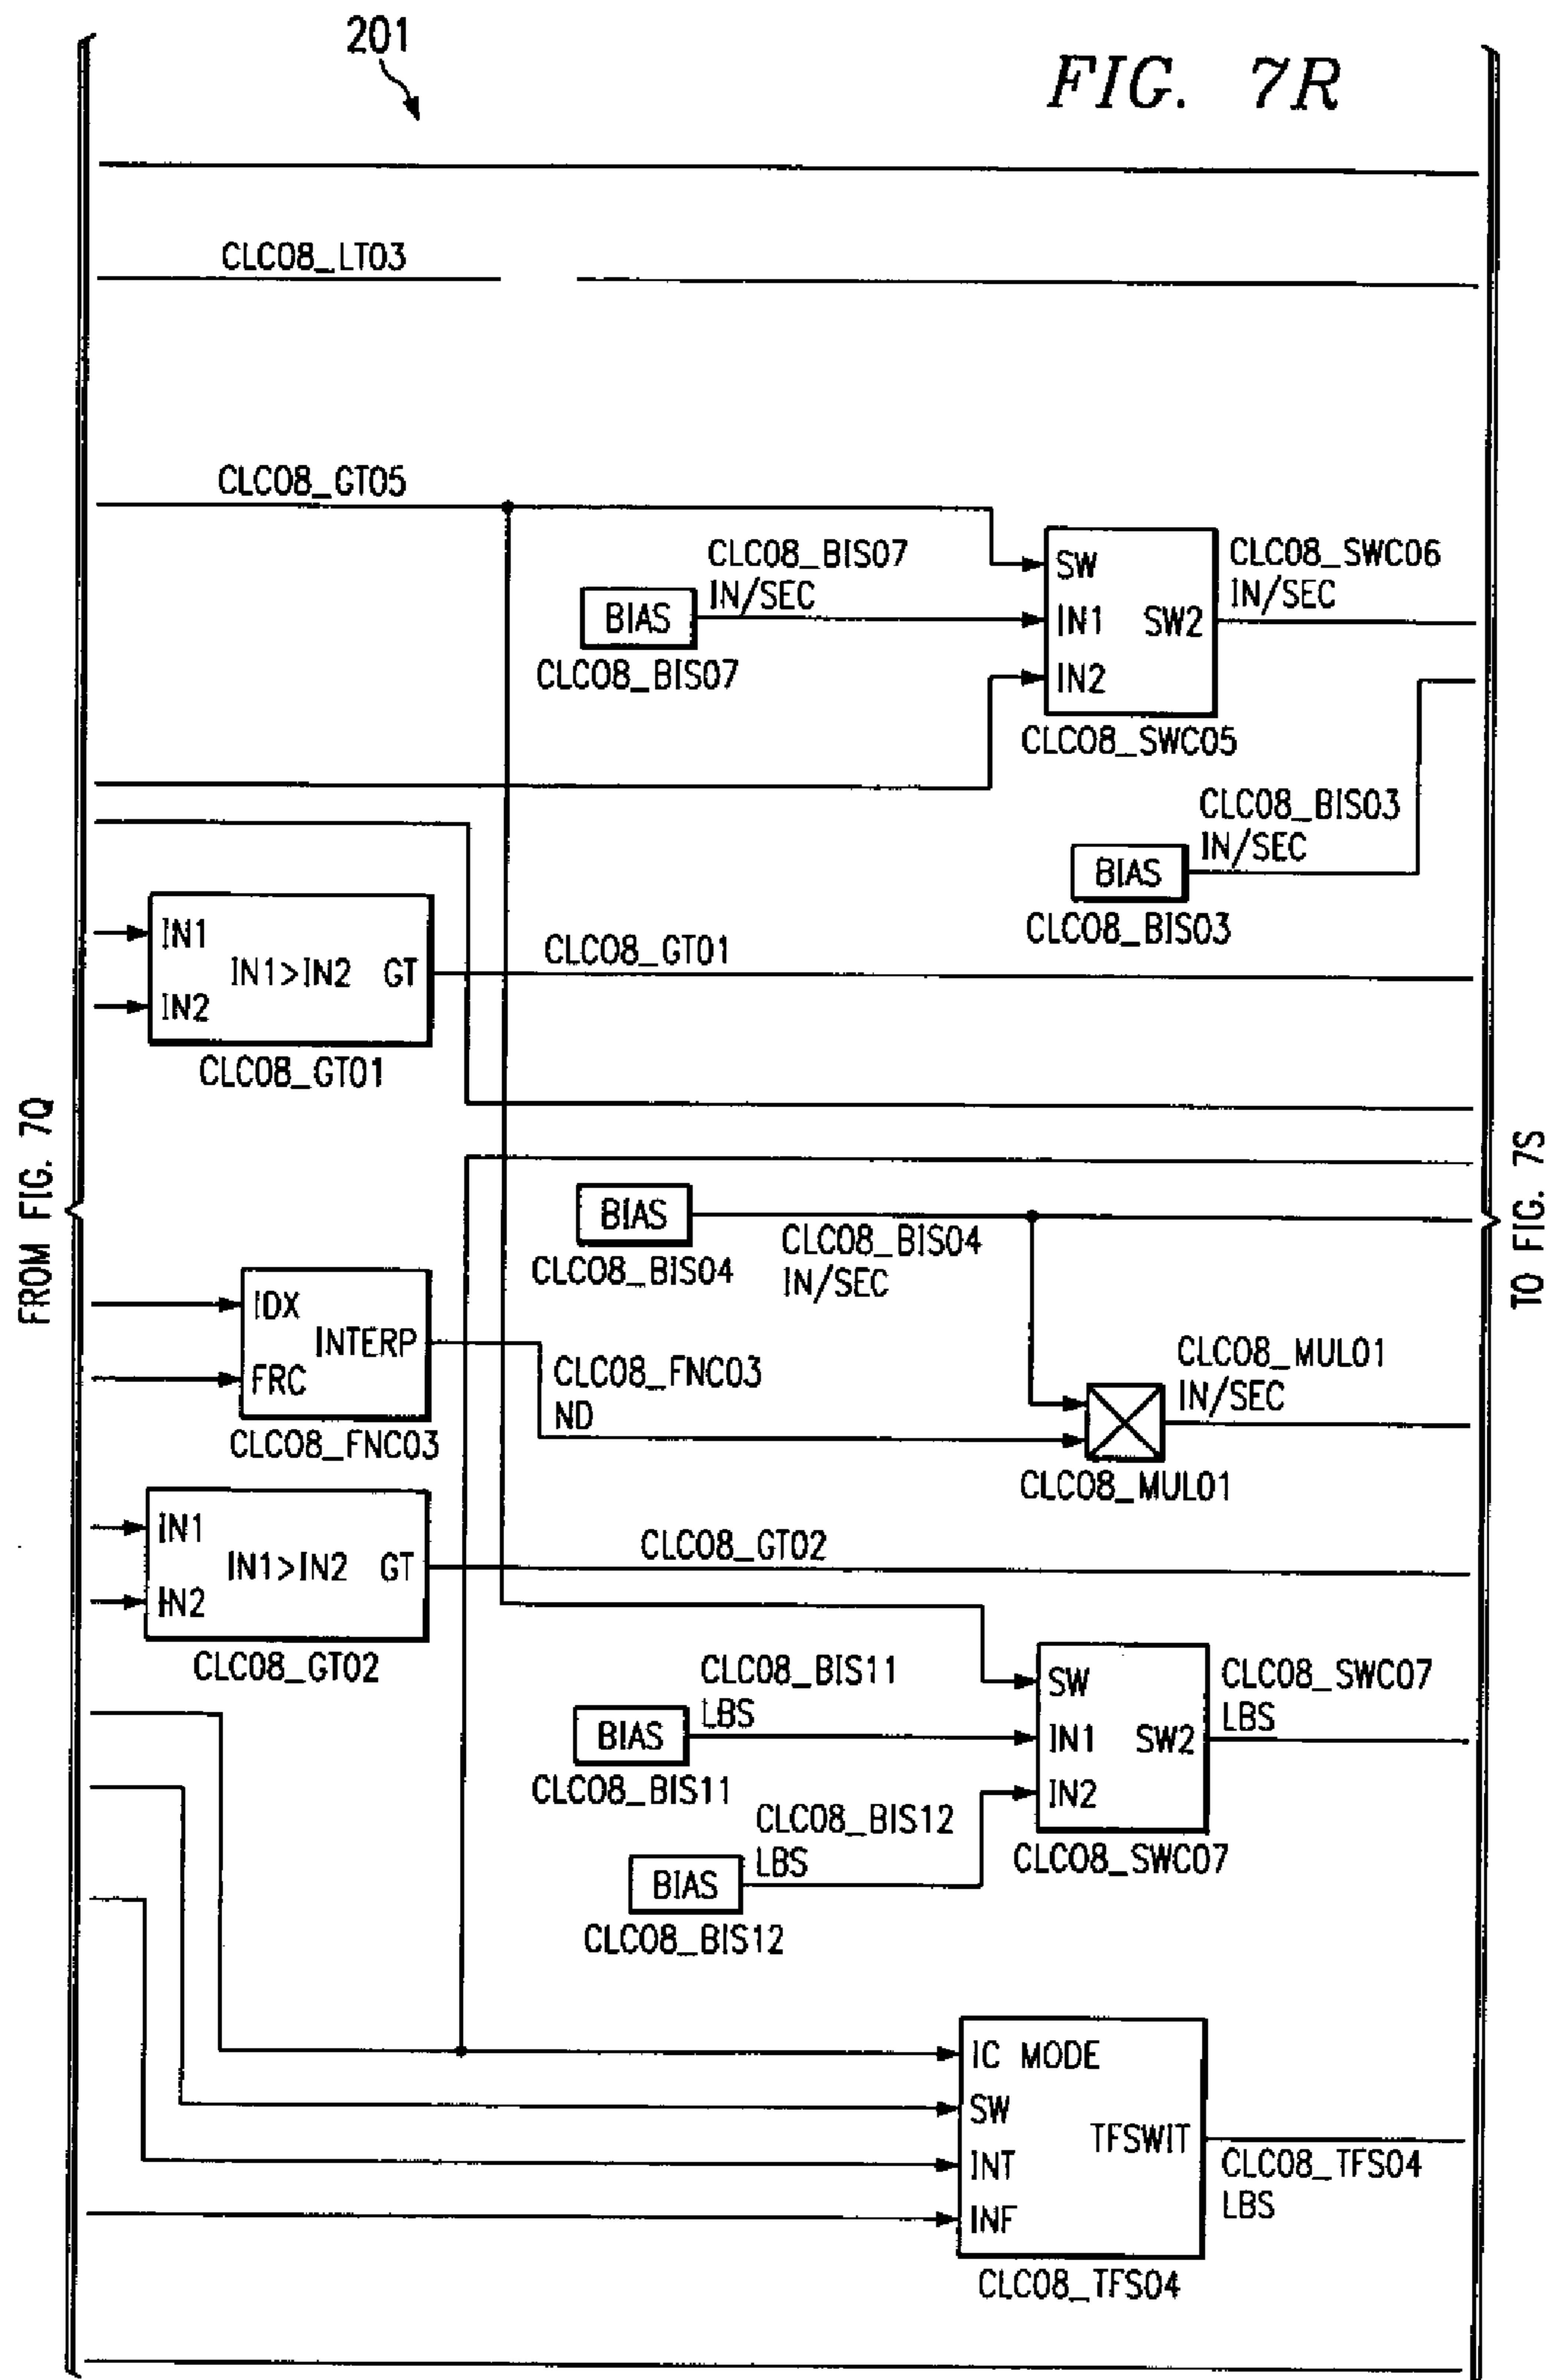 201
FIG. 7R
CLC08_LT03
CLC08_GT05
CLC08_BIS07
IN/SEC
BIAS
CLC08_BIS07
SW
IN1 SW2
IN2
CLC08_SWC05
CLC08_SWC06
IN/SEC
CLC08_BIS03
IN/SEC
BIAS
CLC08_BIS03
IN1
IN1>IN2 GT
IN2
CLC08_GT01
CLC08_GT01
FROM FIG. 7Q
TO FIG. 7S
BIAS
CLC08_BIS04
CLC08_BIS04
IN/SEC
IDX
INTERP
FRC
CLC08_FNC03
CLC08_FNC03
ND
CLC08_MUL01
IN/SEC
CLC08_MUL01
IN1
IN1>IN2 GT
IN2
CLC08_GT02
CLC08_GT02
CLC08_BIS11
LBS
BIAS
CLC08_BIS11
CLC08_BIS12
LBS
BIAS
CLC08_BIS12
SW
IN1 SW2
IN2
CLC08_SWC07
CLC08_SWC07
LBS
IC MODE
SW
TFSWIT
INT
INF
CLC08_TFS04
CLC08_TFS04
LBS